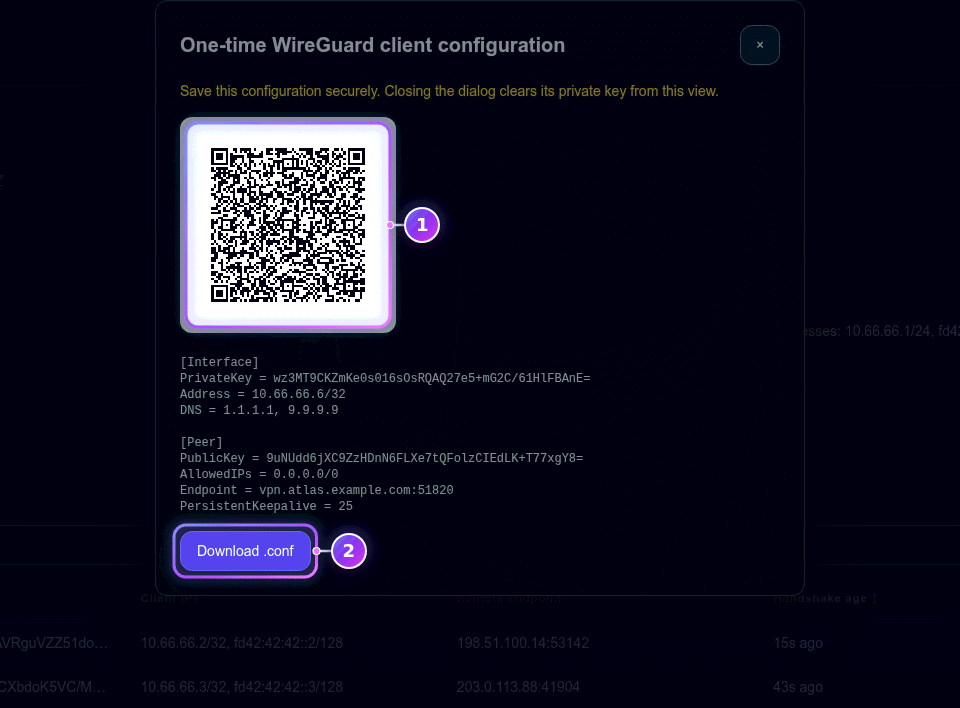 One-time WireGuard client configuration
×
Save this configuration securely. Closing the dialog clears its private key from this view.
1
esses: 10.66.66.1/24, fd42
[Interface]
PrivateKey = wz3MT9CKZmKe0s016sOsRQAQ27e5+mG2C/61HlFBAnE=
Address = 10.66.66.6/32
DNS = 1.1.1.1, 9.9.9.9
[Peer]
PublicKey = 9uNUdd6jXC9ZzHDnN6FLXe7tQFolzCIEdLK+T77xgY8=
AllowedIPs = 0.0.0.0/0
Endpoint = vpn.atlas.example.com:51820
PersistentKeepalive = 25
Download .conf
2
Handshake age
AVRguVZZ51do... 10.66.66.2/32, fd42:42:42::2/128 198.51.100.14:53142 15s ago
CXbdoK5VC/M... 10.66.66.3/32, fd42:42:42::3/128 203.0.113.88:41904 43s ago